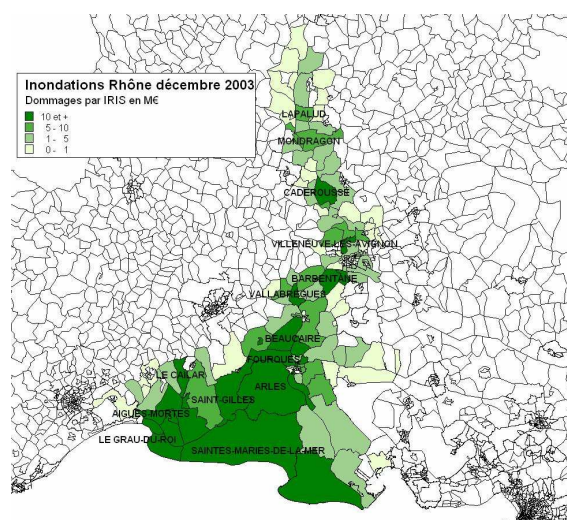 Inondations Rhône décembre 2003
Dommages par IRIS en M€
10 et +
5 - 10
1 - 5
0 - 1
LAPALUD
MONDRAGON
CADEROUSSE
VILLENEUVE-LES-AVIGNON
BARBENTANE
VALLABREGUES
BEAUCAIRE
FOURQUES
LE CAILAR
ARLES
SAINT-GILLES
AIGUES-MORTES
LE GRAU-DU-ROI
SAINTES-MARIES-DE-LA-MER